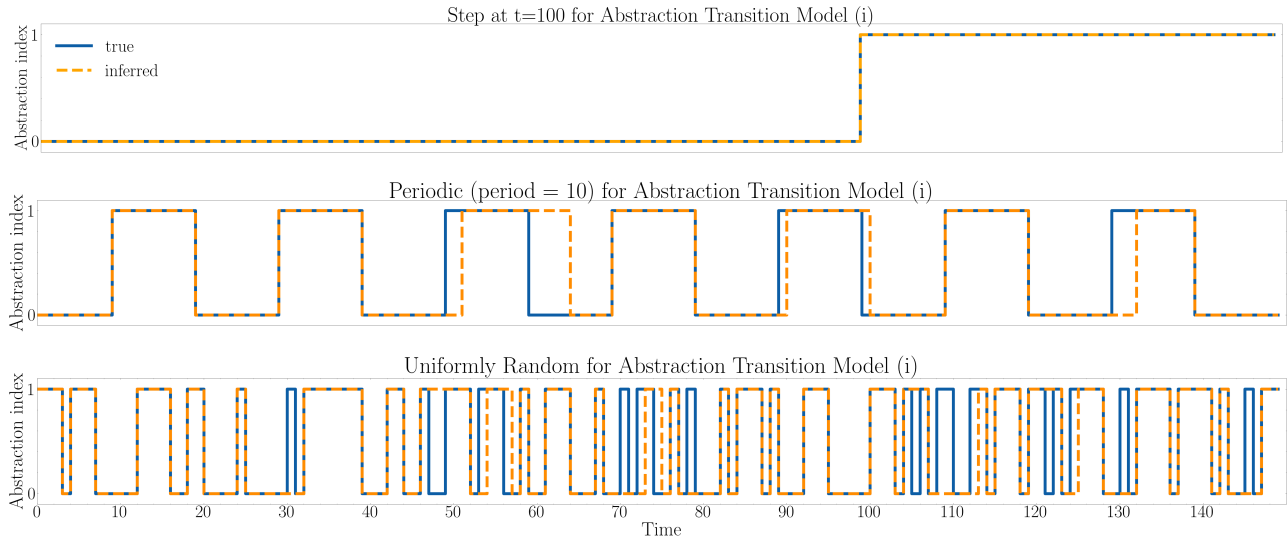 Step at t=100 for Abstraction Transition Model (i)
Abstraction index
1
0
true
inferred
Periodic (period = 10) for Abstraction Transition Model (i)
Abstraction index
1
0
Uniformly Random for Abstraction Transition Model (i)
Abstraction index
1
0
0 10 20 30 40 50 60 70 80 90 100 110 120 130 140
Time